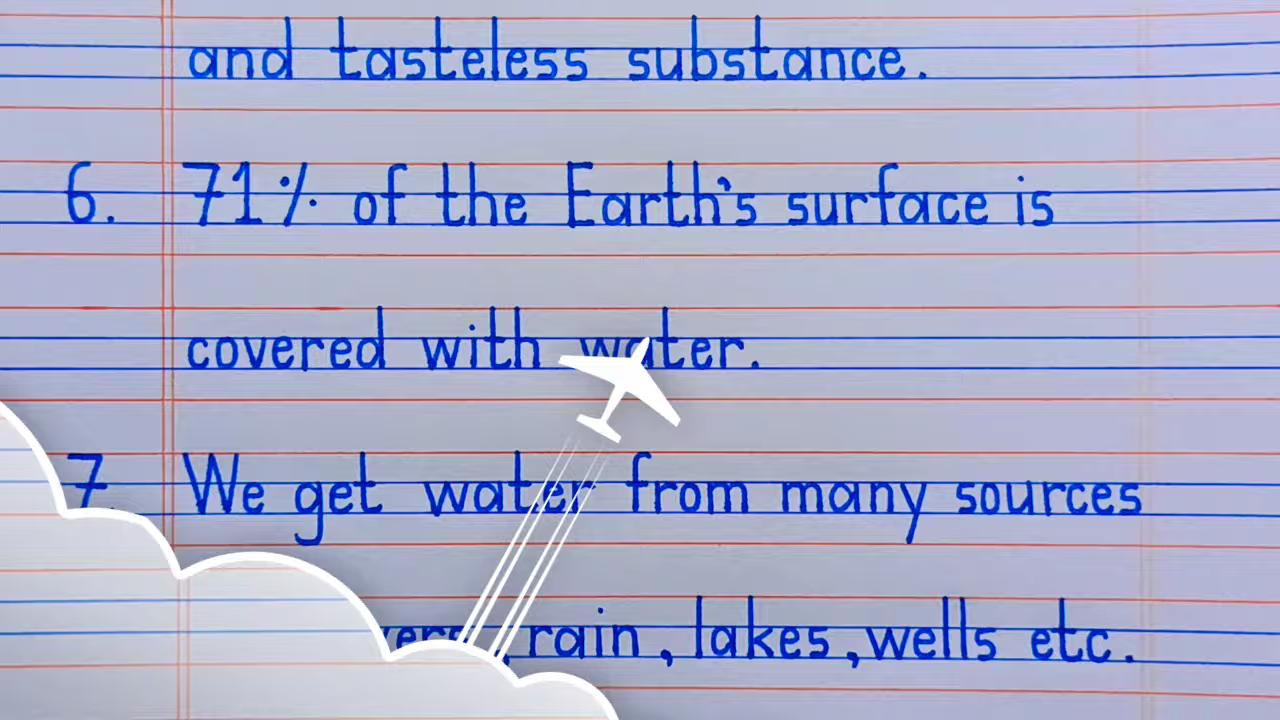 and tasteless substance.
6. 71% of the Earth's surface is
covered with water.
7 We get water from many sources
, rain, lakes, wells etc.